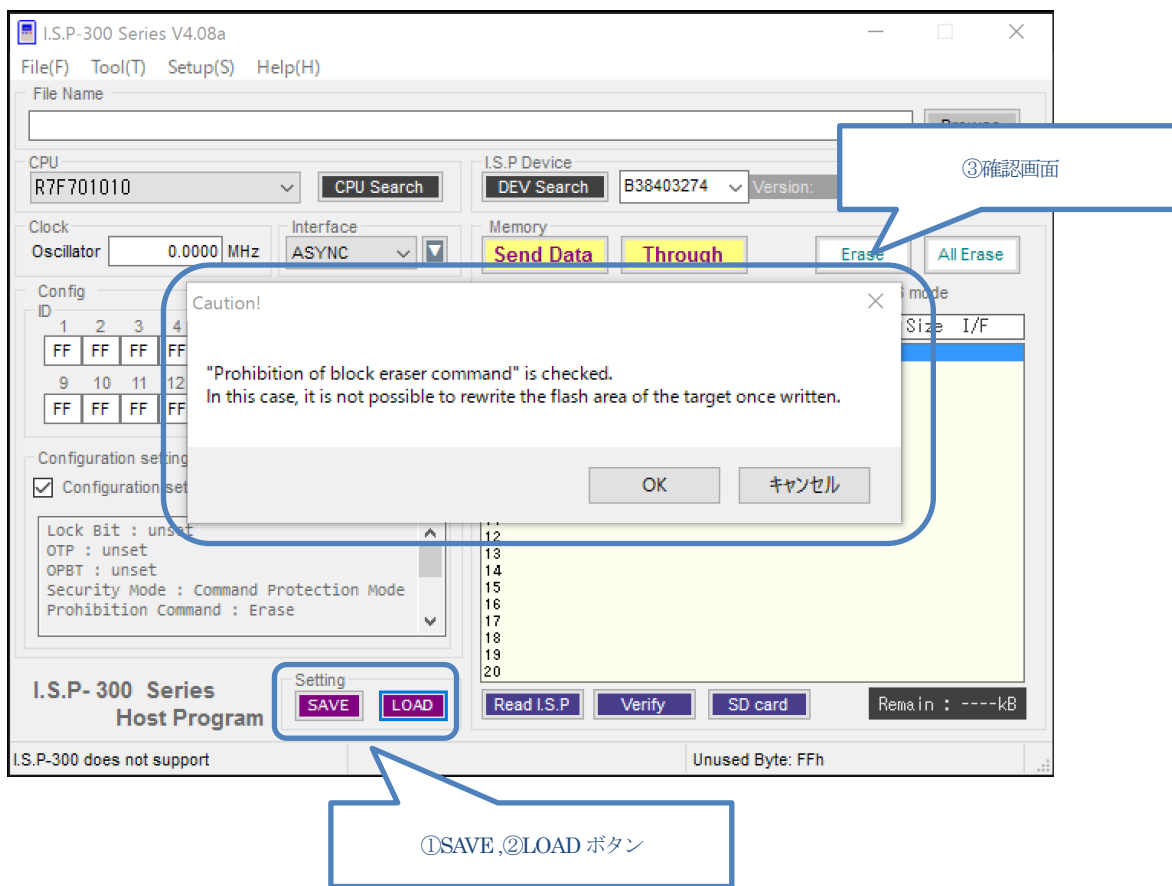 I.S.P-300 Series V4.08a
File(F) Tool(T) Setup(S) Help(H)
File Name
③確認画面
CPU
R7F701010
CPU Search
I.S.P Device
DEV Search
B38403274
Version:
Clock
Oscillator 0.0000 MHz
Interface
ASYNC
Memory
Send Data
Through
Erase
All Erase
Config
ID
1 2 3 4
FF FF FF FF
9 10 11 12
FF FF FF FF
mode
Size I/F
Caution!
"Prohibition of block eraser command" is checked.
In this case, it is not possible to rewrite the flash area of the target once written.
OK
キャンセル
Configuration setting
Configuration set
Lock Bit : unset
OTP : unset
OPBT : unset
Security Mode : Command Protection Mode
Prohibition Command : Erase
12
13
14
15
16
17
18
19
20
I.S.P- 300 Series
Host Program
Setting
SAVE
LOAD
Read I.S.P
Verify
SD card
Remain : ----kB
I.S.P-300 does not support
Unused Byte: FFh
①SAVE ,②LOAD ボタン